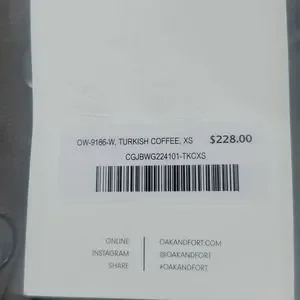 OW-9186-W, TURKISH COFFEE, XS $228.00
CGJBWG224101-TKCXS
ONLINE OAKANDFORT.COM
INSTAGRAM @OAKANDFORT
SHARE #OAKANDFORT